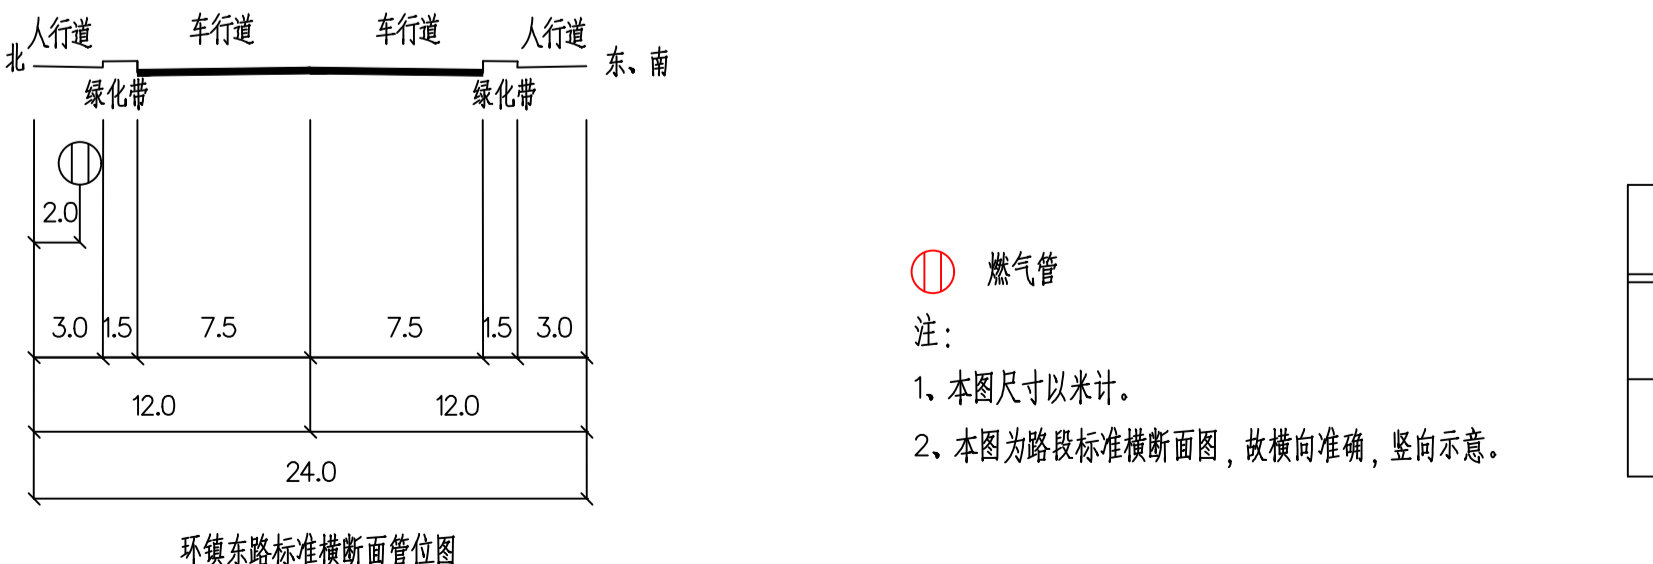 人行道 车行道 车行道 人行道
北 东、南
绿化带 绿化带
2.0
3.0 1.5 7.5 7.5 1.5 3.0
12.0 12.0
24.0
环镇东路标准横断面管位图
燃气管
注：
1、本图尺寸以米计。
2、本图为路段标准横断面图，故横向准确，竖向示意。